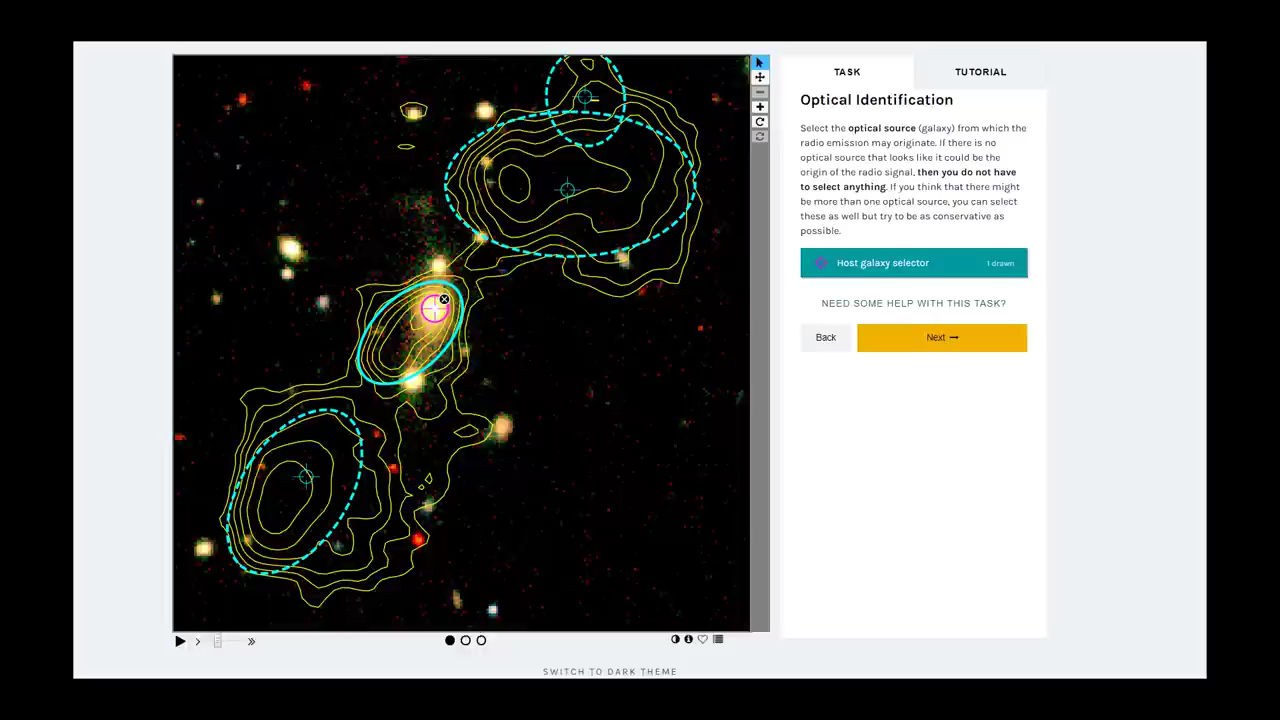 TASK
TUTORIAL
Optical Identification
Select the optical source (galaxy) from which the
radio emission may originate. If there is no
optical source that looks like it could be the
origin of the radio signal, then you do not have
to select anything. If you think that there might
be more than one optical source, you can select
these as well but try to be as conservative as
possible.
Host galaxy selector
1 drawn
NEED SOME HELP WITH THIS TASK?
Back
Next
SWITCH TO DARK THEME